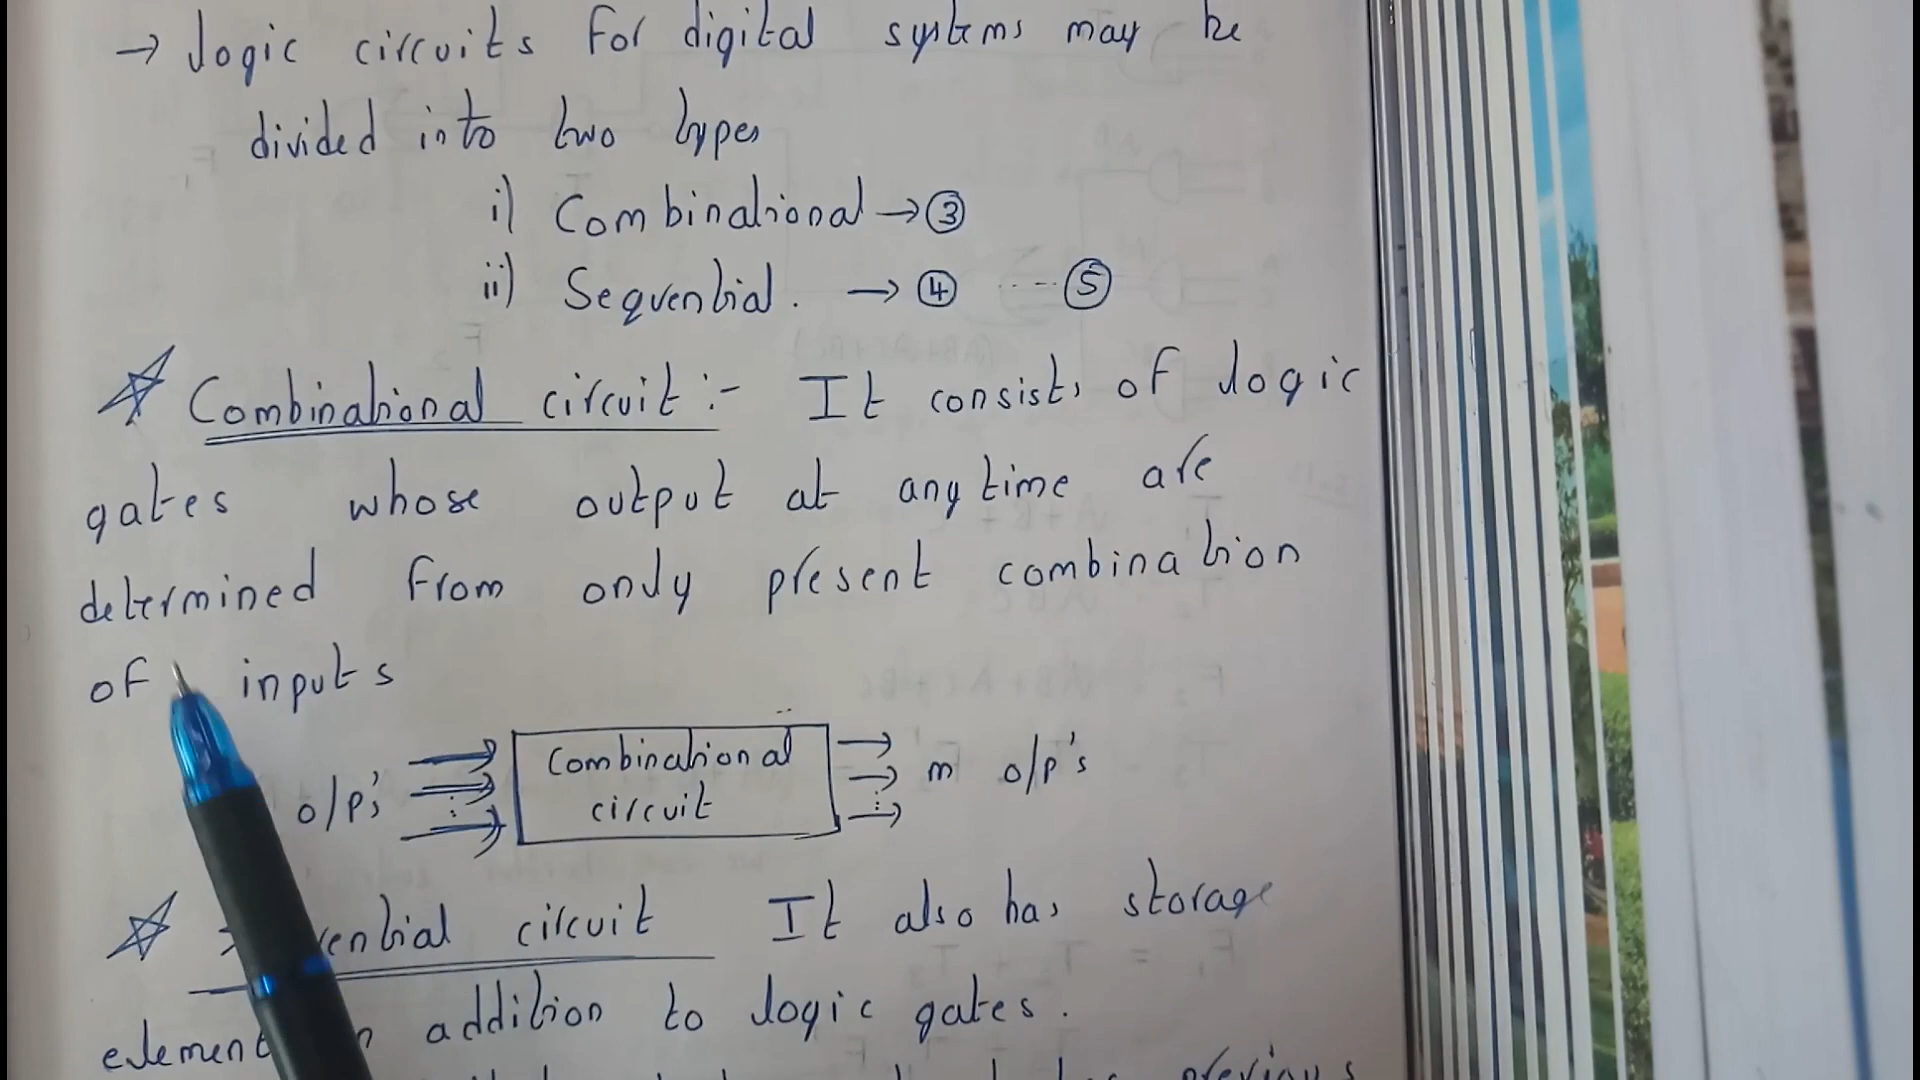 → logic circuits for digital systems may be
divided into two types
i) Combinational → ③
ii) Sequential. → ④ ---- ⑤
Combinational circuit :- It consists of logic
gates whose output at any time are
determined from only present combination
of inputs
o/p's Combinational circuit m o/p's
circuit It also has storage
addition to logic gates.
previous